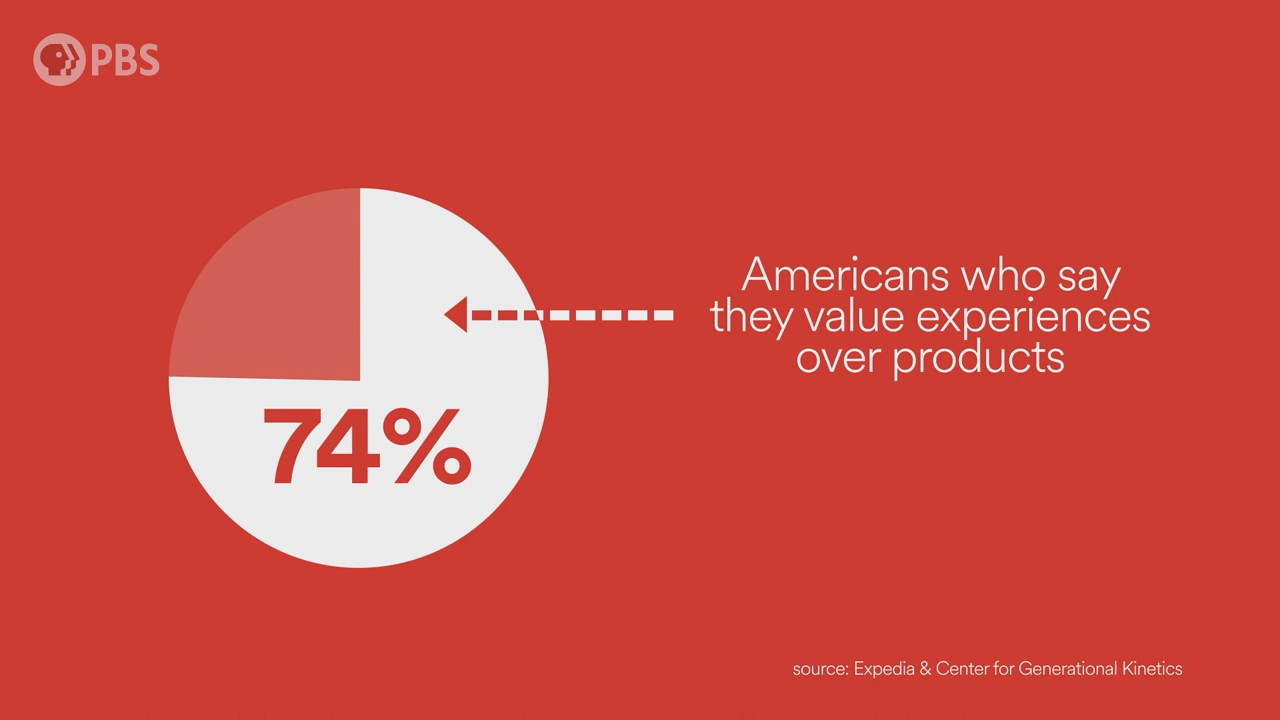 PBS
74%
Americans who say
they value experiences
over products
source: Expedia & Center for Generational Kinetics